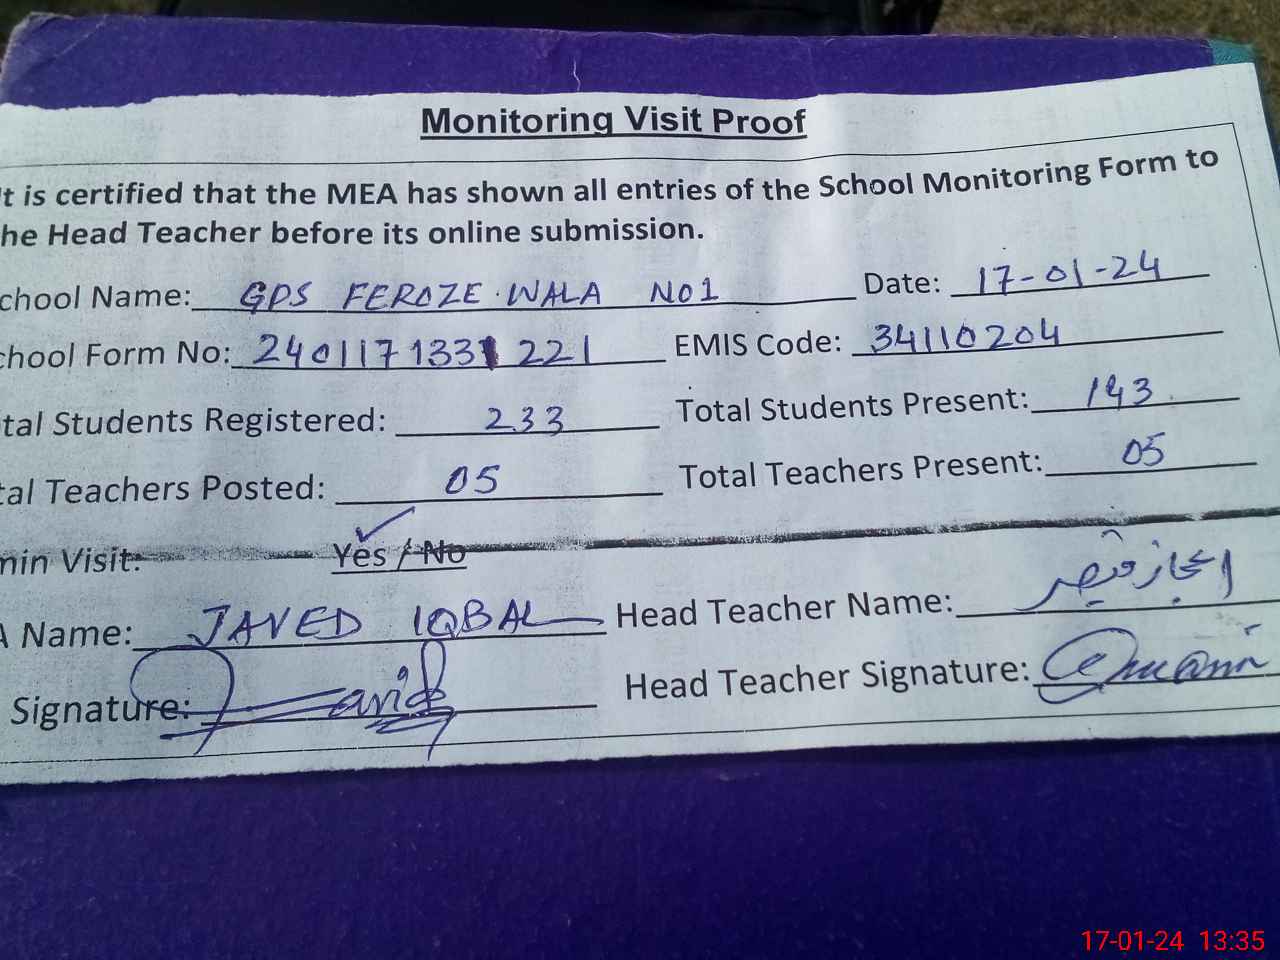 Monitoring Visit Proof
t is certified that the MEA has shown all entries of the School Monitoring Form to
he Head Teacher before its online submission.
chool Name: GPS FEROZE WALA NO1 Date: 17-01-24
chool Form No: 2401171331221 EMIS Code: 34110204
tal Students Registered: 233 Total Students Present: 143
tal Teachers Posted: 05 Total Teachers Present: 05
min Visit: Yes / No
A Name: JAVED IQBAL Head Teacher Name: اعجاز قیصر
Signature: Javid Head Teacher Signature:
17-01-24 13:35